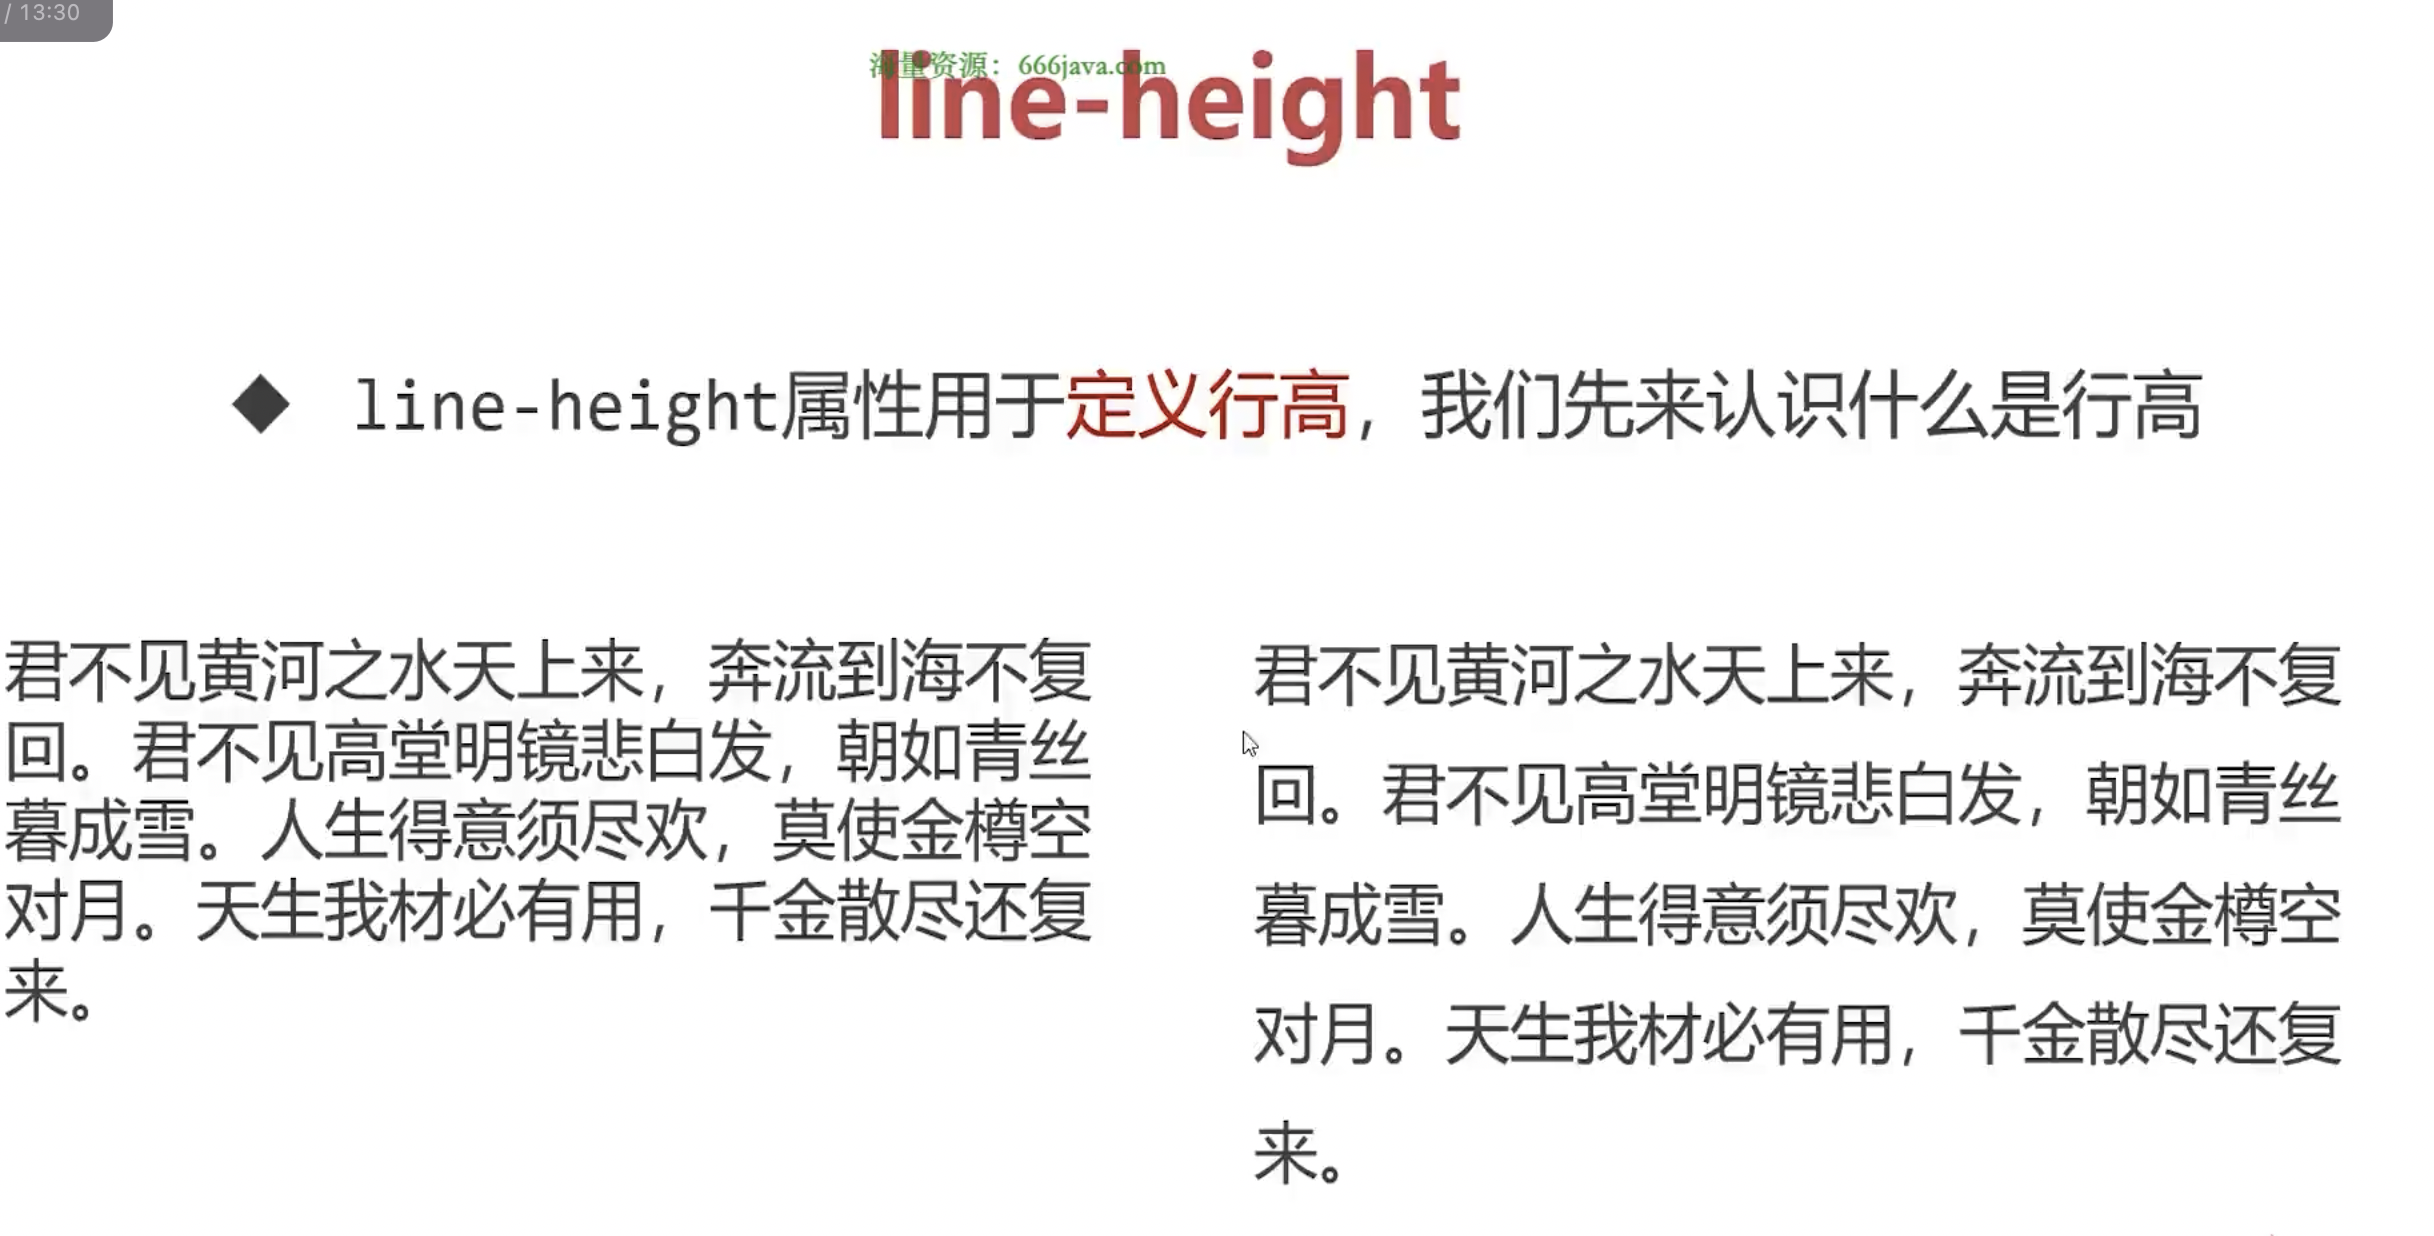 / 13:30
海量资源：666java.com
line-height
◆ line-height属性用于定义行高，我们先来认识什么是行高
君不见黄河之水天上来，奔流到海不复
回。君不见高堂明镜悲白发，朝如青丝
暮成雪。人生得意须尽欢，莫使金樽空
对月。天生我材必有用，千金散尽还复
来。
君不见黄河之水天上来，奔流到海不复
回。君不见高堂明镜悲白发，朝如青丝
暮成雪。人生得意须尽欢，莫使金樽空
对月。天生我材必有用，千金散尽还复
来。